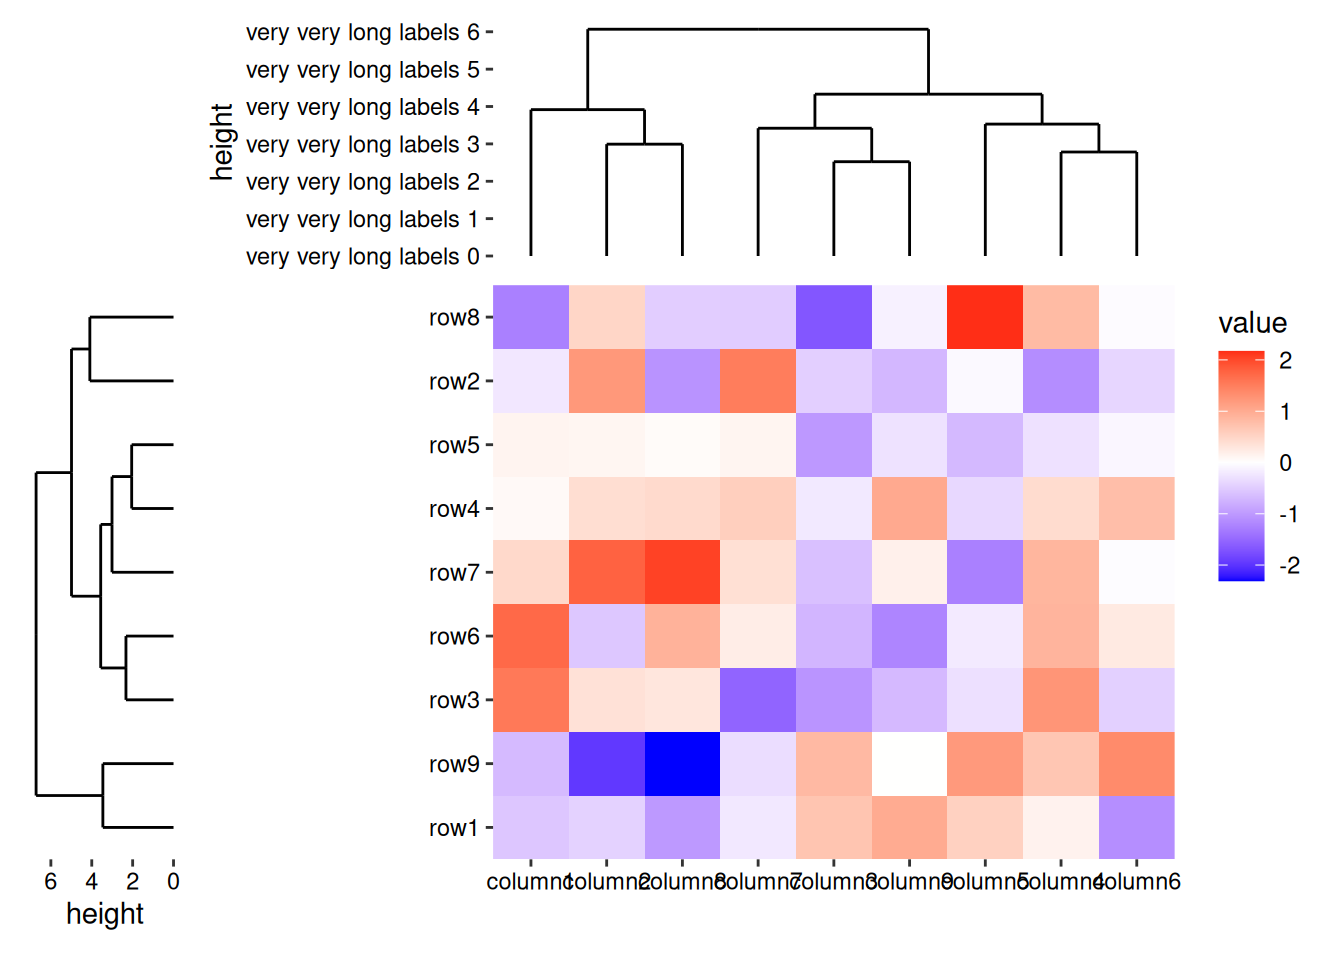 very very long labels 6
very very long labels 5
very very long labels 4
very very long labels 3
very very long labels 2
very very long labels 1
very very long labels 0
height
row8
row2
row5
row4
row7
row6
row3
row9
row1
value
2
1
0
-1
-2
column1 column2 column8 column7 column3 column9 column5 column4 column6
6 4 2 0
height